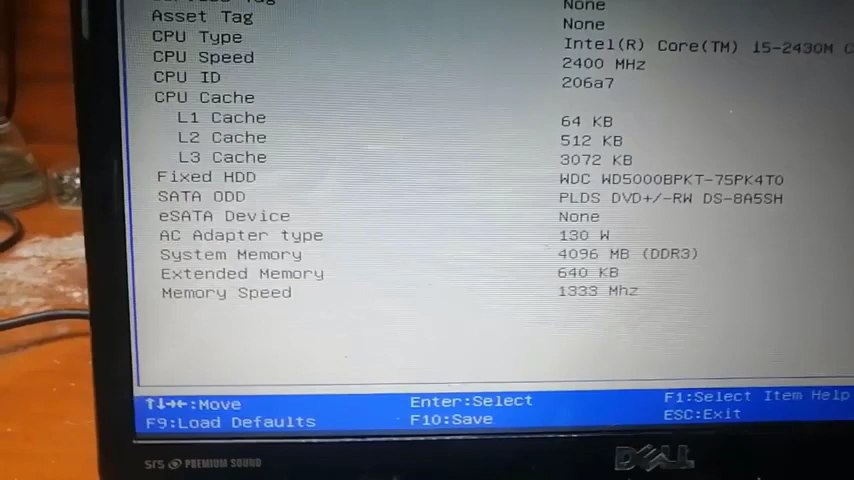 None
Asset Tag None
CPU Type Intel(R) Core(TM) i5-2430M C
CPU Speed 2400 MHz
CPU ID 206a7
CPU Cache
L1 Cache 64 KB
L2 Cache 512 KB
L3 Cache 3072 KB
Fixed HDD WDC WD5000BPKT-75PK4T0
SATA ODD PLDS DVD+/-RW DS-8A5SH
eSATA Device None
AC Adapter type 130 W
System Memory 4096 MB (DDR3)
Extended Memory 640 KB
Memory Speed 1333 Mhz
↑↓→←:Move Enter:Select F1:Select Item Help
F9:Load Defaults F10:Save ESC:Exit
SRS PREMIUM SOUND DELL